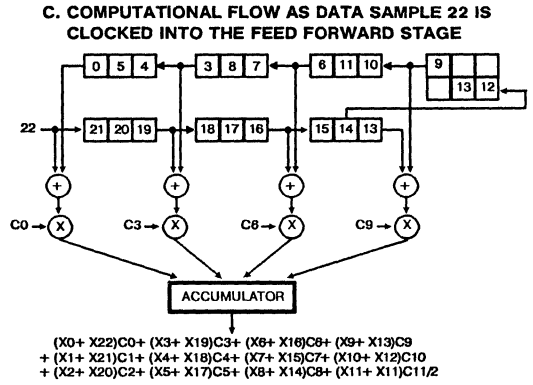 C. COMPUTATIONAL FLOW AS DATA SAMPLE 22 IS
CLOCKED INTO THE FEED FORWARD STAGE
0 5 4 3 8 7 6 11 10 9
13 12
22 21 20 19 18 17 16 15 14 13
+ + + +
C0 X C3 X C6 X C9 X
ACCUMULATOR
(X0+ X22)C0+ (X3+ X19)C3+ (X6+ X16)C6+ (X9+ X13)C9
+ (X1+ X21)C1+ (X4+ X18)C4+ (X7+ X15)C7+ (X10+ X12)C10
+ (X2+ X20)C2+ (X5+ X17)C5+ (X8+ X14)C8+ (X11+ X11)C11/2